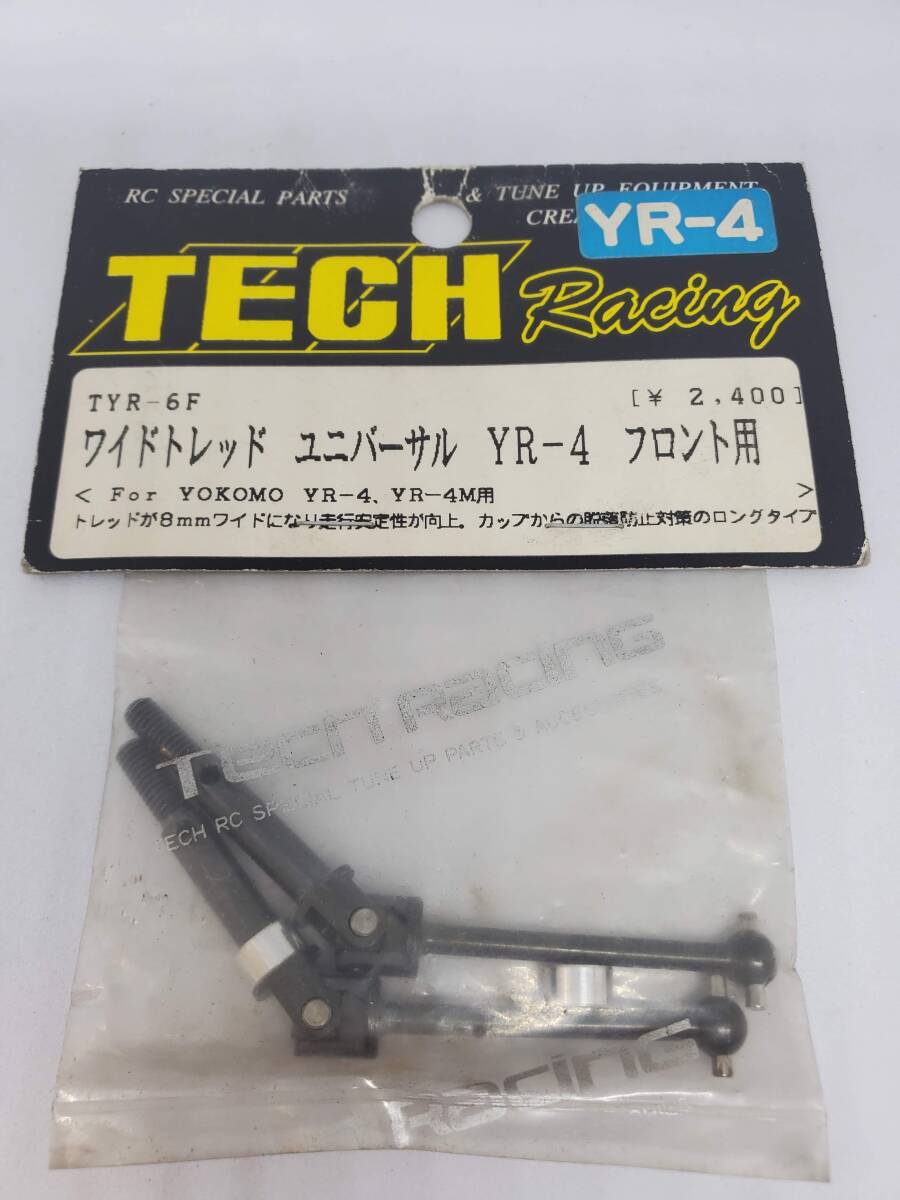 RC SPECIAL PARTS & TUNE UP EQUIPMENT
CREA
YR-4
TECH Racing
TYR-6F [¥ 2,400]
ワイドトレッド ユニバーサル YR-4 フロント用
< For YOKOMO YR-4、YR-4M用 >
トレッドが8mmワイドになり走行安定性が向上。カップからの脱落防止対策のロングタイプ
TECH RACING
TECH RC SPECIAL TUNE UP PARTS & ACCESSORIES
RACING